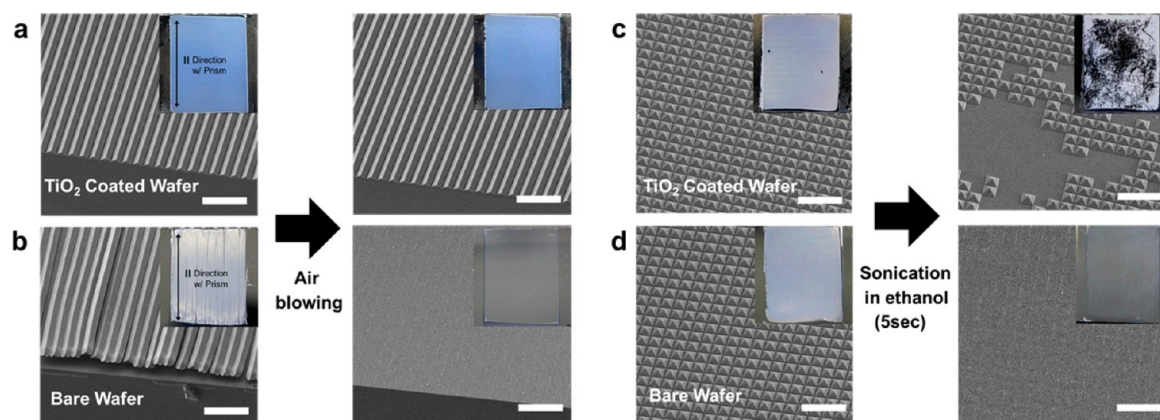 a
II Direction
w/ Prism
TiO₂ Coated Wafer
b
II Direction
w/ Prism
Bare Wafer
Air
blowing
c
TiO₂ Coated Wafer
d
Bare Wafer
Sonication
in ethanol
(5sec)